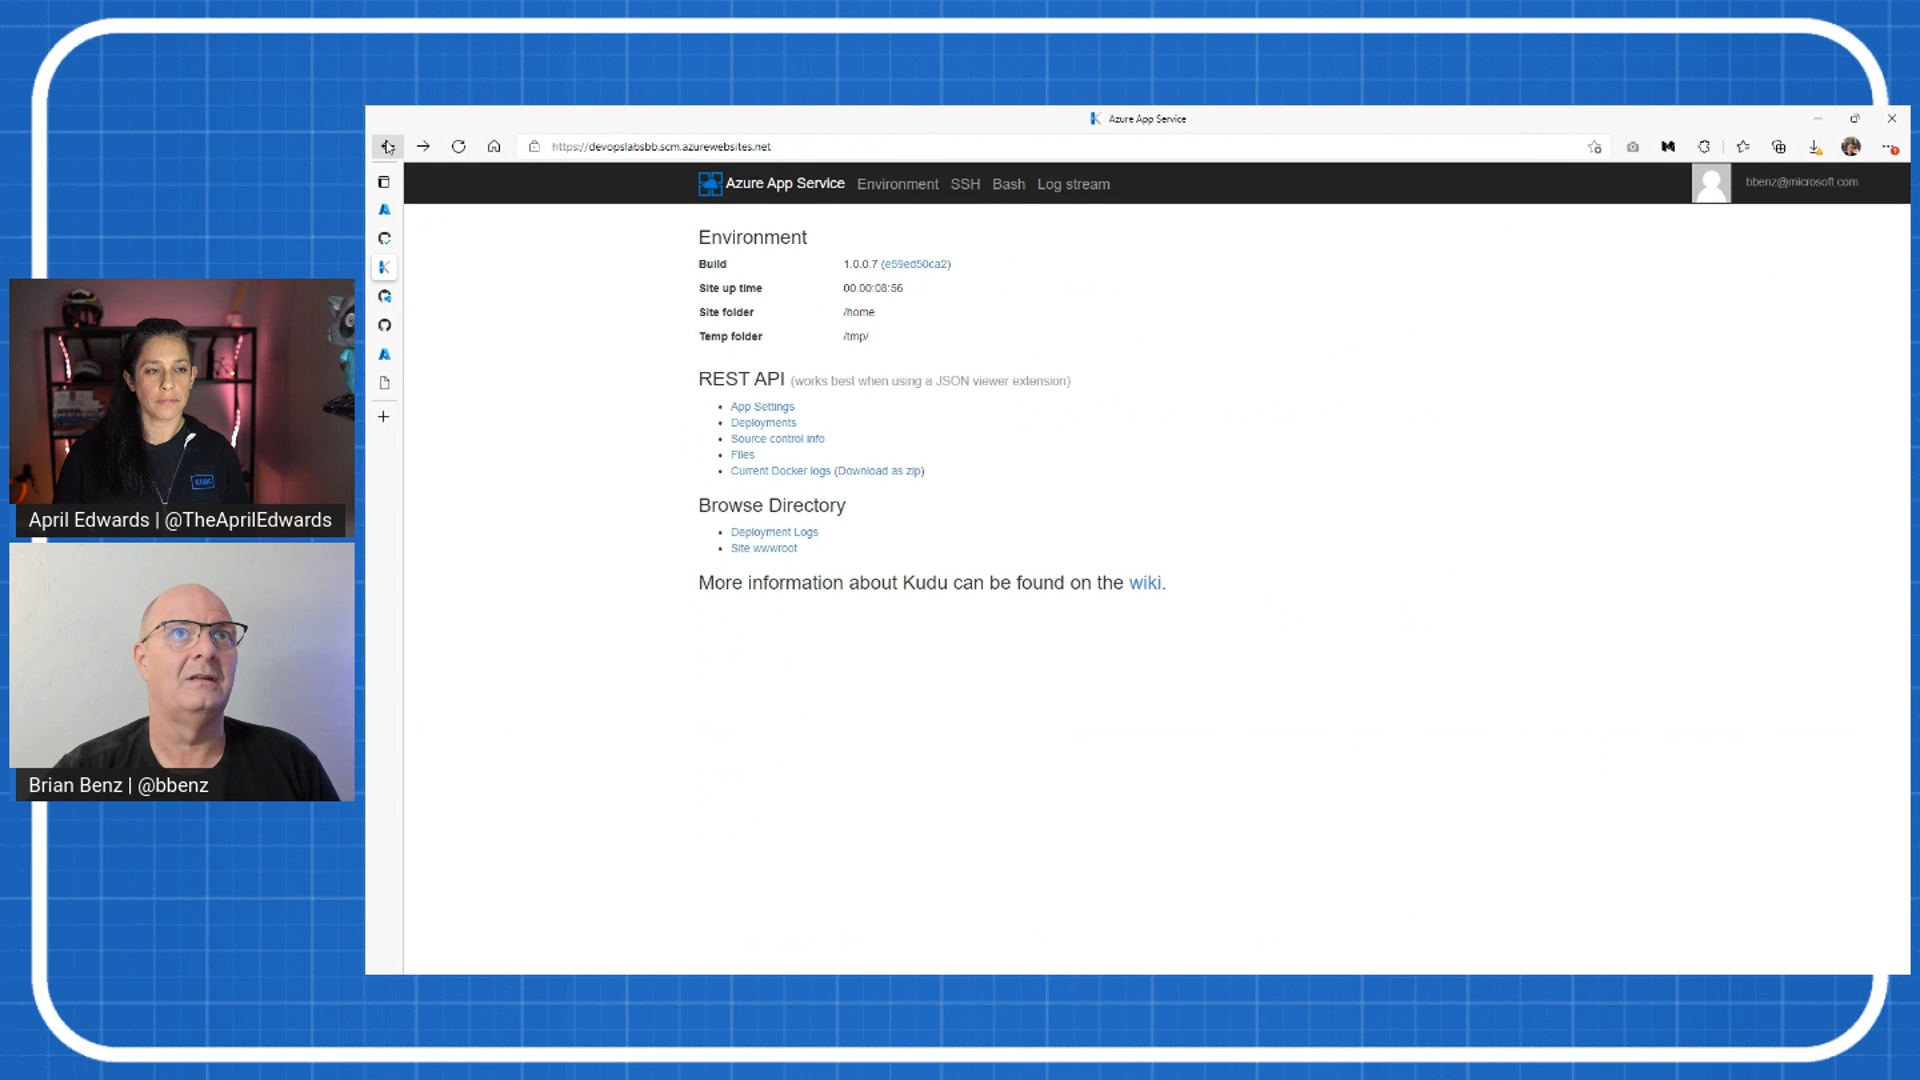 Azure App Service
https://devopslabsbb.scm.azurewebsites.net
Azure App Service Environment SSH Bash Log stream
bbenz@microsoft.com
Environment
Build 1.0.0.7 (e59ed50ca2)
Site up time 00.00:08:56
Site folder /home
Temp folder /tmp/
REST API (works best when using a JSON viewer extension)
App Settings
Deployments
Source control info
Files
Current Docker logs (Download as zip)
Browse Directory
Deployment Logs
Site wwwroot
More information about Kudu can be found on the wiki.
April Edwards | @TheAprilEdwards
Brian Benz | @bbenz